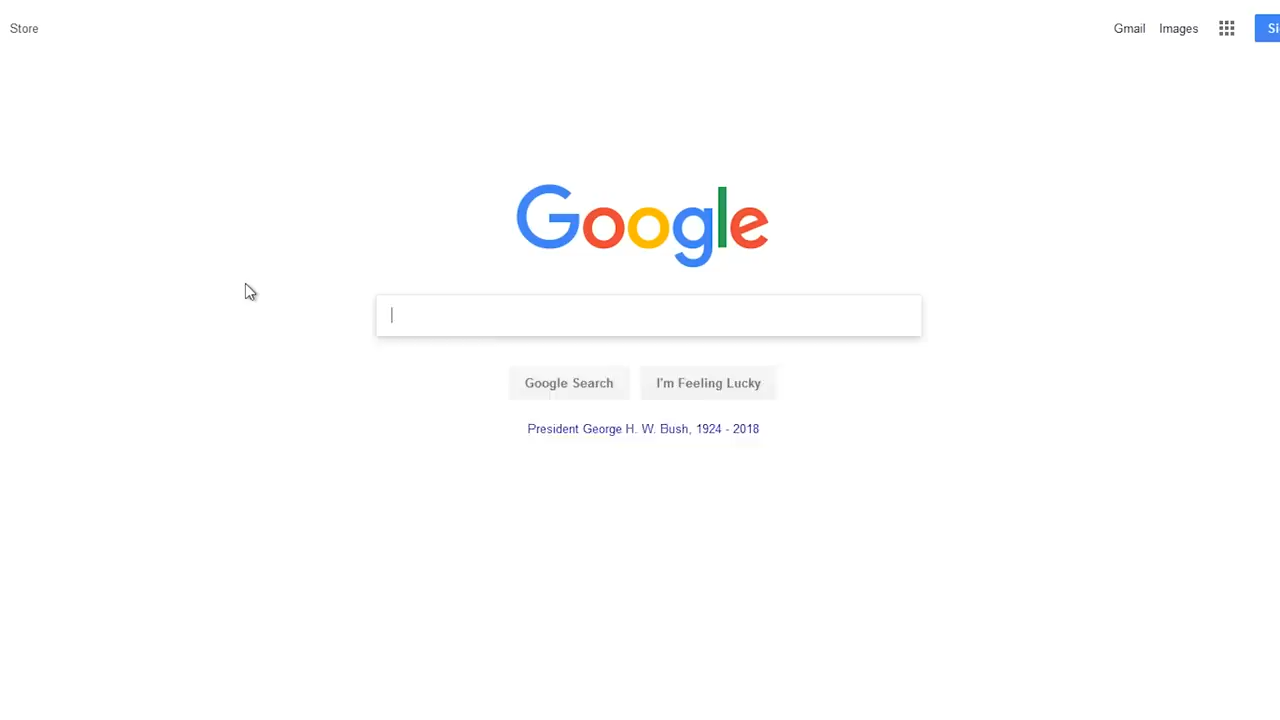 Store
Gmail Images
Google
Google Search I'm Feeling Lucky
President George H. W. Bush, 1924 - 2018